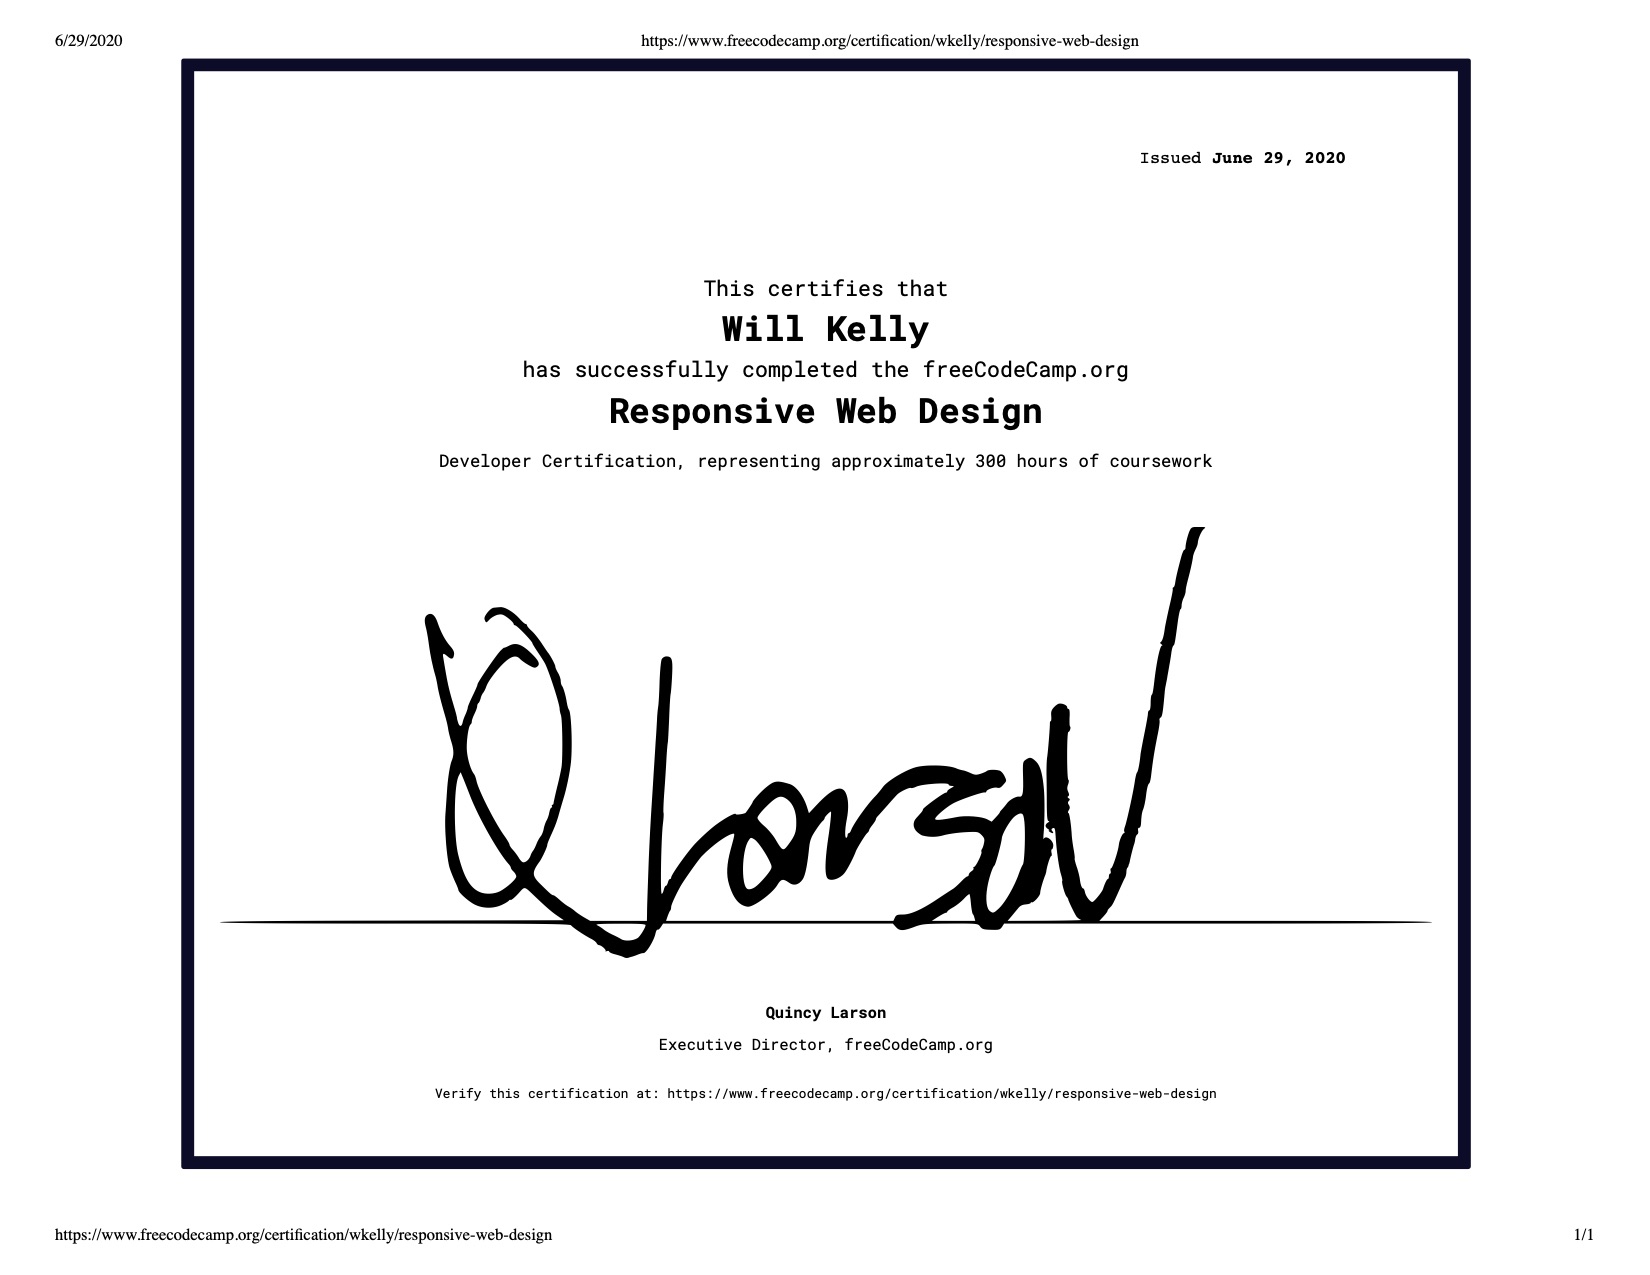 6/29/2020
https://www.freecodecamp.org/certification/wkelly/responsive-web-design
Issued June 29, 2020
This certifies that
Will Kelly
has successfully completed the freeCodeCamp.org
Responsive Web Design
Developer Certification, representing approximately 300 hours of coursework
Q Larson
Quincy Larson
Executive Director, freeCodeCamp.org
Verify this certification at: https://www.freecodecamp.org/certification/wkelly/responsive-web-design
https://www.freecodecamp.org/certification/wkelly/responsive-web-design
1/1